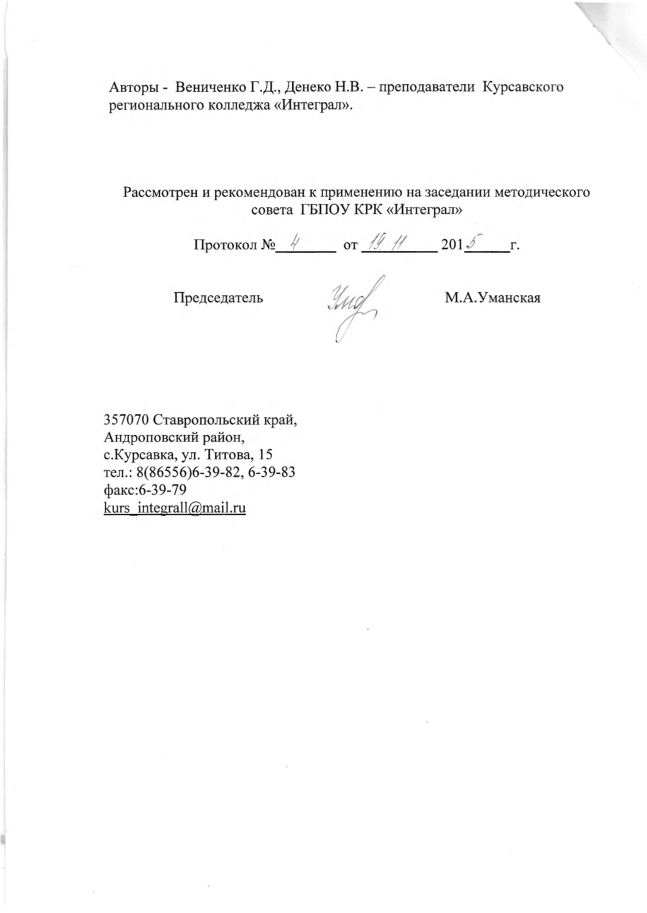 Авторы - Вениченко Г.Д., Денеко Н.В. – преподаватели Курсавского
регионального колледжа «Интеграл».
Рассмотрен и рекомендован к применению на заседании методического
совета ГБПОУ КРК «Интеграл»
Протокол № 4 от 19 11 2015 г.
Председатель М.А.Уманская
357070 Ставропольский край,
Андроповский район,
с.Курсавка, ул. Титова, 15
тел.: 8(86556)6-39-82, 6-39-83
факс:6-39-79
kurs_integrall@mail.ru